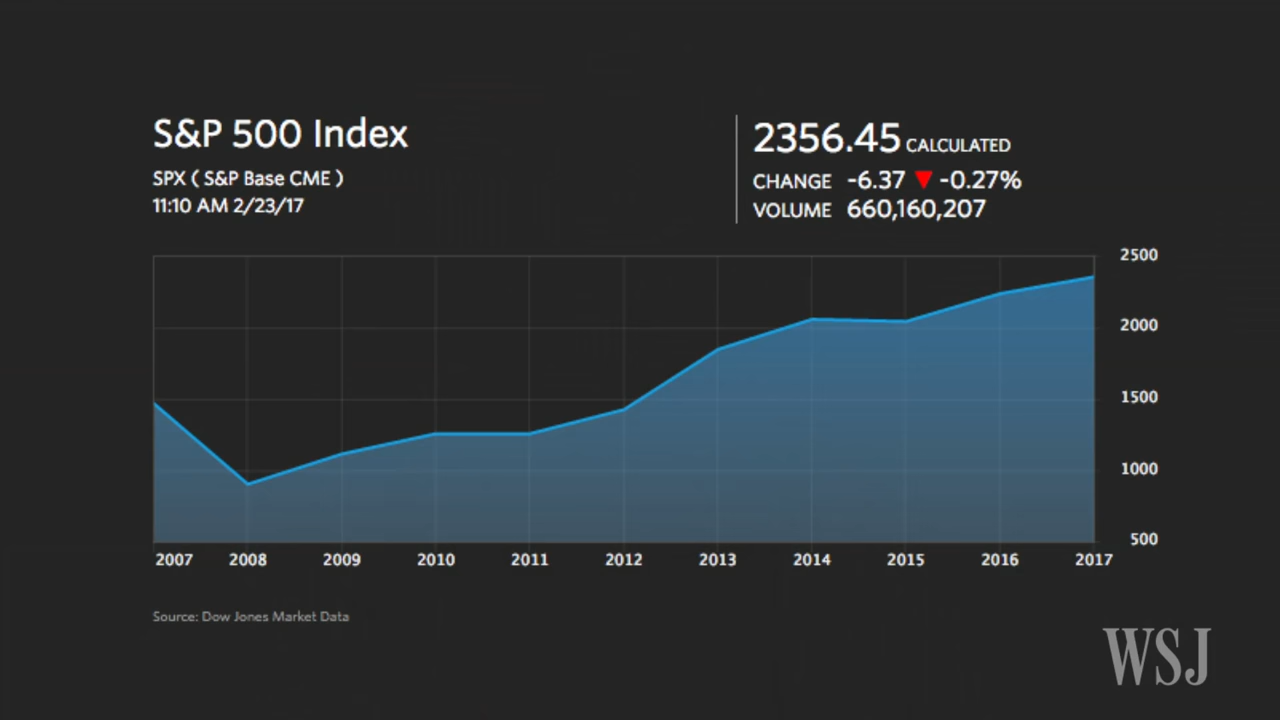 S&P 500 Index
SPX ( S&P Base CME )
11:10 AM 2/23/17
2356.45 CALCULATED
CHANGE -6.37 ▼ -0.27%
VOLUME 660,160,207
2500
2000
1500
1000
500
2007 2008 2009 2010 2011 2012 2013 2014 2015 2016 2017
Source: Dow Jones Market Data
WSJ